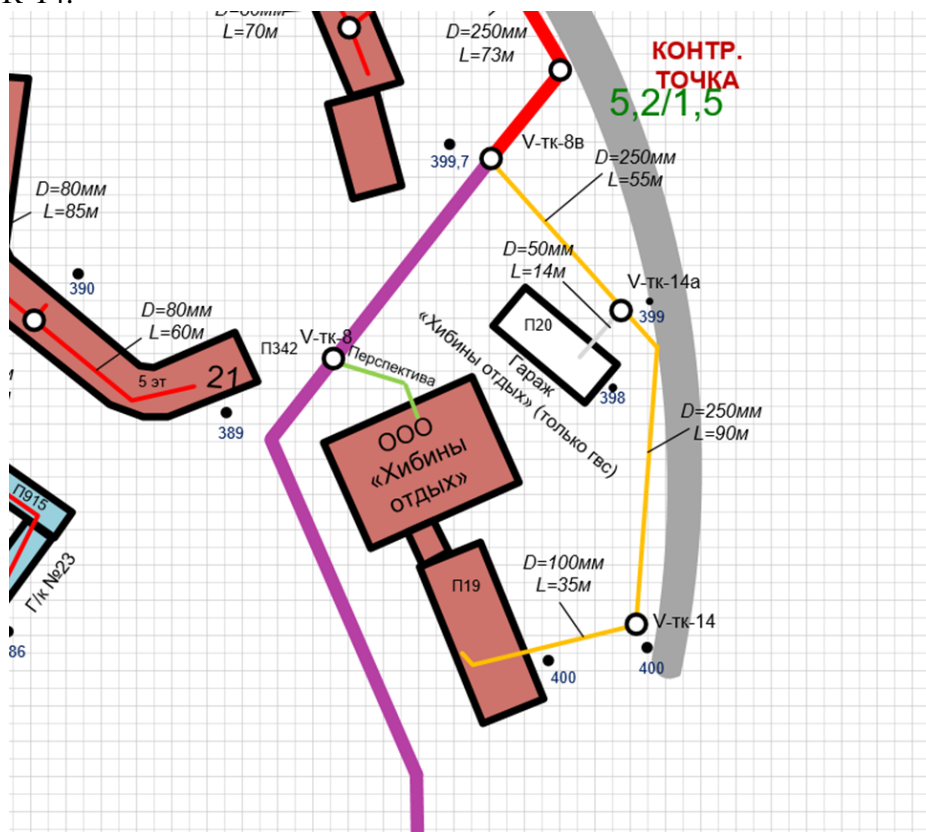 К-14.
D=80мм
L=70м
D=250мм
L=73м
КОНТР.
ТОЧКА
5,2/1,5
V-тк-8в
399,7
D=250мм
L=55м
D=80мм
L=85м
390
D=50мм
L=14м
V-тк-14а
399
D=80мм
L=60м
П342
V-тк-8
Перспектива
П20
Гараж
«Хибины отдых» (только гвс)
398
5 эт
21
389
D=250мм
L=90м
ООО
«Хибины
отдых»
П915
Г/к №23
П19
D=100мм
L=35м
V-тк-14
86
400
400